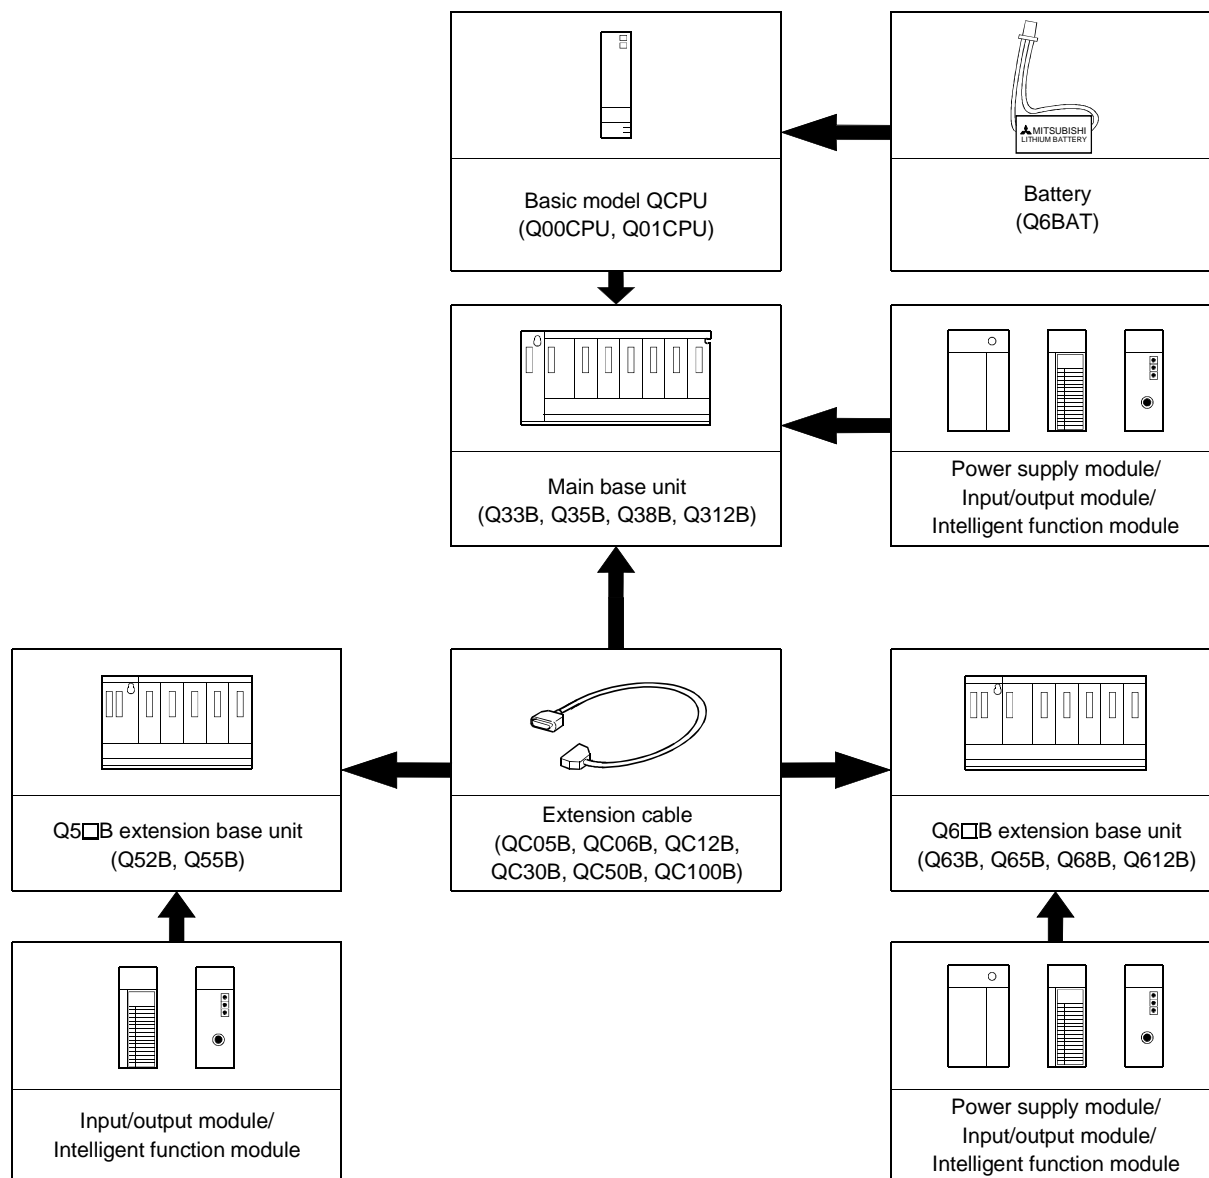 MITSUBISHI
LITHIUM BATTERY
Basic model QCPU
(Q00CPU, Q01CPU)
Battery
(Q6BAT)
Main base unit
(Q33B, Q35B, Q38B, Q312B)
Power supply module/
Input/output module/
Intelligent function module
Q5□B extension base unit
(Q52B, Q55B)
Extension cable
(QC05B, QC06B, QC12B,
QC30B, QC50B, QC100B)
Q6□B extension base unit
(Q63B, Q65B, Q68B, Q612B)
Input/output module/
Intelligent function module
Power supply module/
Input/output module/
Intelligent function module